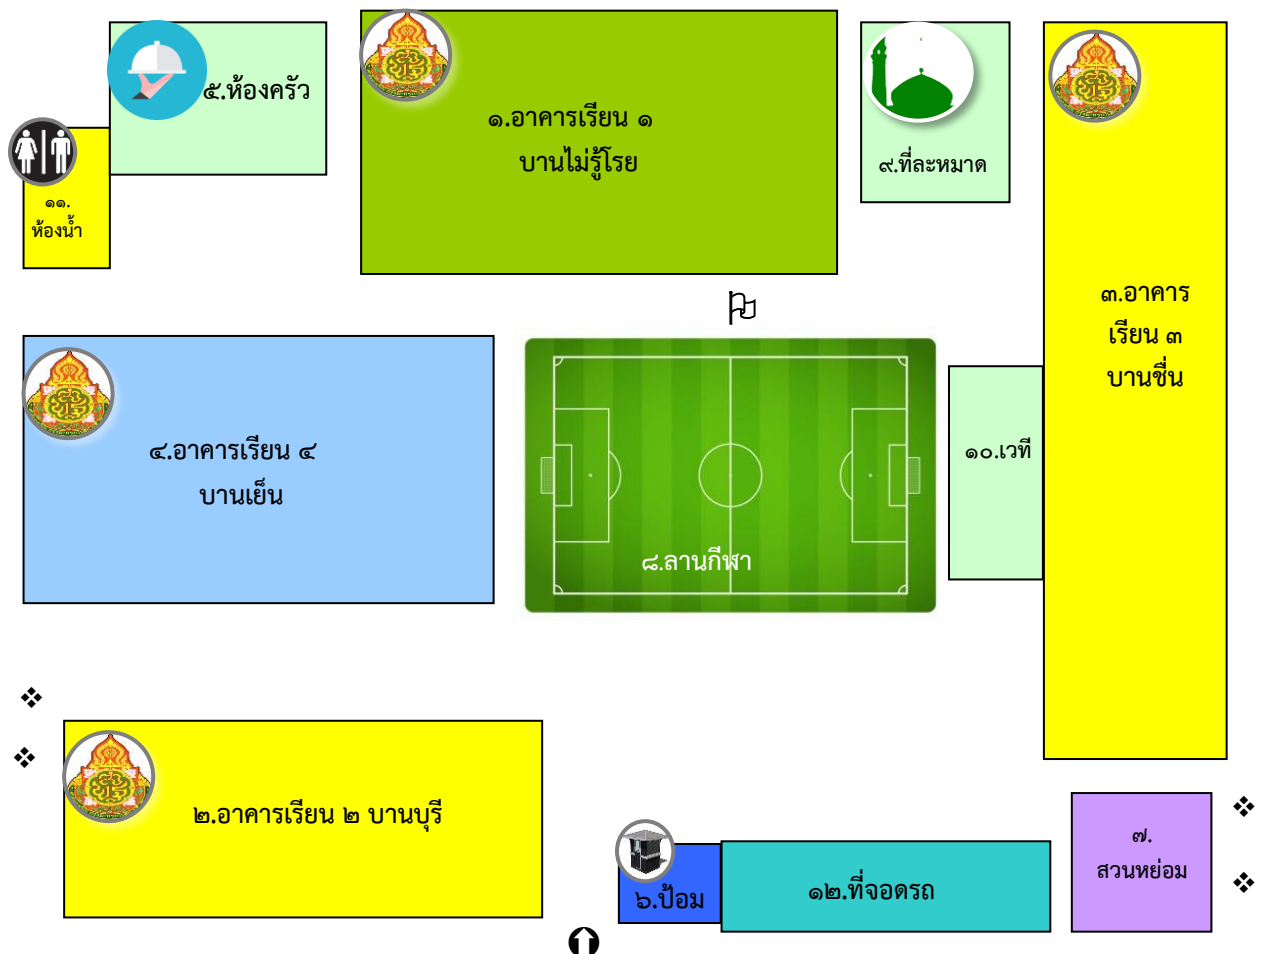 ๕.ห้องครัว
๑.อาคารเรียน ๑
บานไม่รู้โรย
๙.ที่ละหมาด
๑๑.
ห้องน้ำ
๓.อาคาร
เรียน ๓
บานชื่น
๔.อาคารเรียน ๔
บานเย็น
๑๐.เวที
๘.ลานกีฬา
๒.อาคารเรียน ๒ บานบุรี
๗.
สวนหย่อม
๖.ป้อม
๑๒.ที่จอดรถ